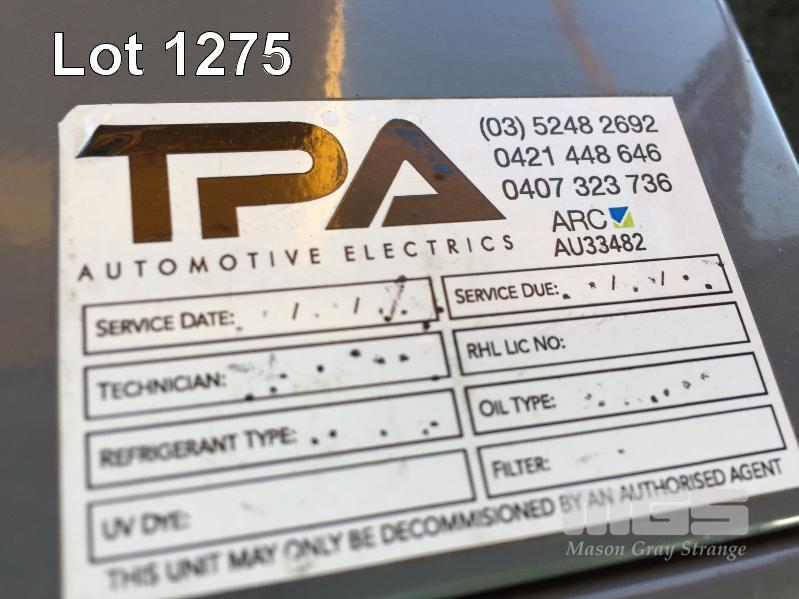 Lot 1275
TPA
AUTOMOTIVE ELECTRICS
(03) 5248 2692
0421 448 646
0407 323 736
ARC
AU33482
SERVICE DATE: / /
SERVICE DUE: / /
TECHNICIAN:
RHL LIC NO:
REFRIGERANT TYPE:
OIL TYPE:
UV DYE:
FILTER:
THIS UNIT MAY ONLY BE DECOMMISIONED BY AN AUTHORISED AGENT
MGS
Mason Gray Strange